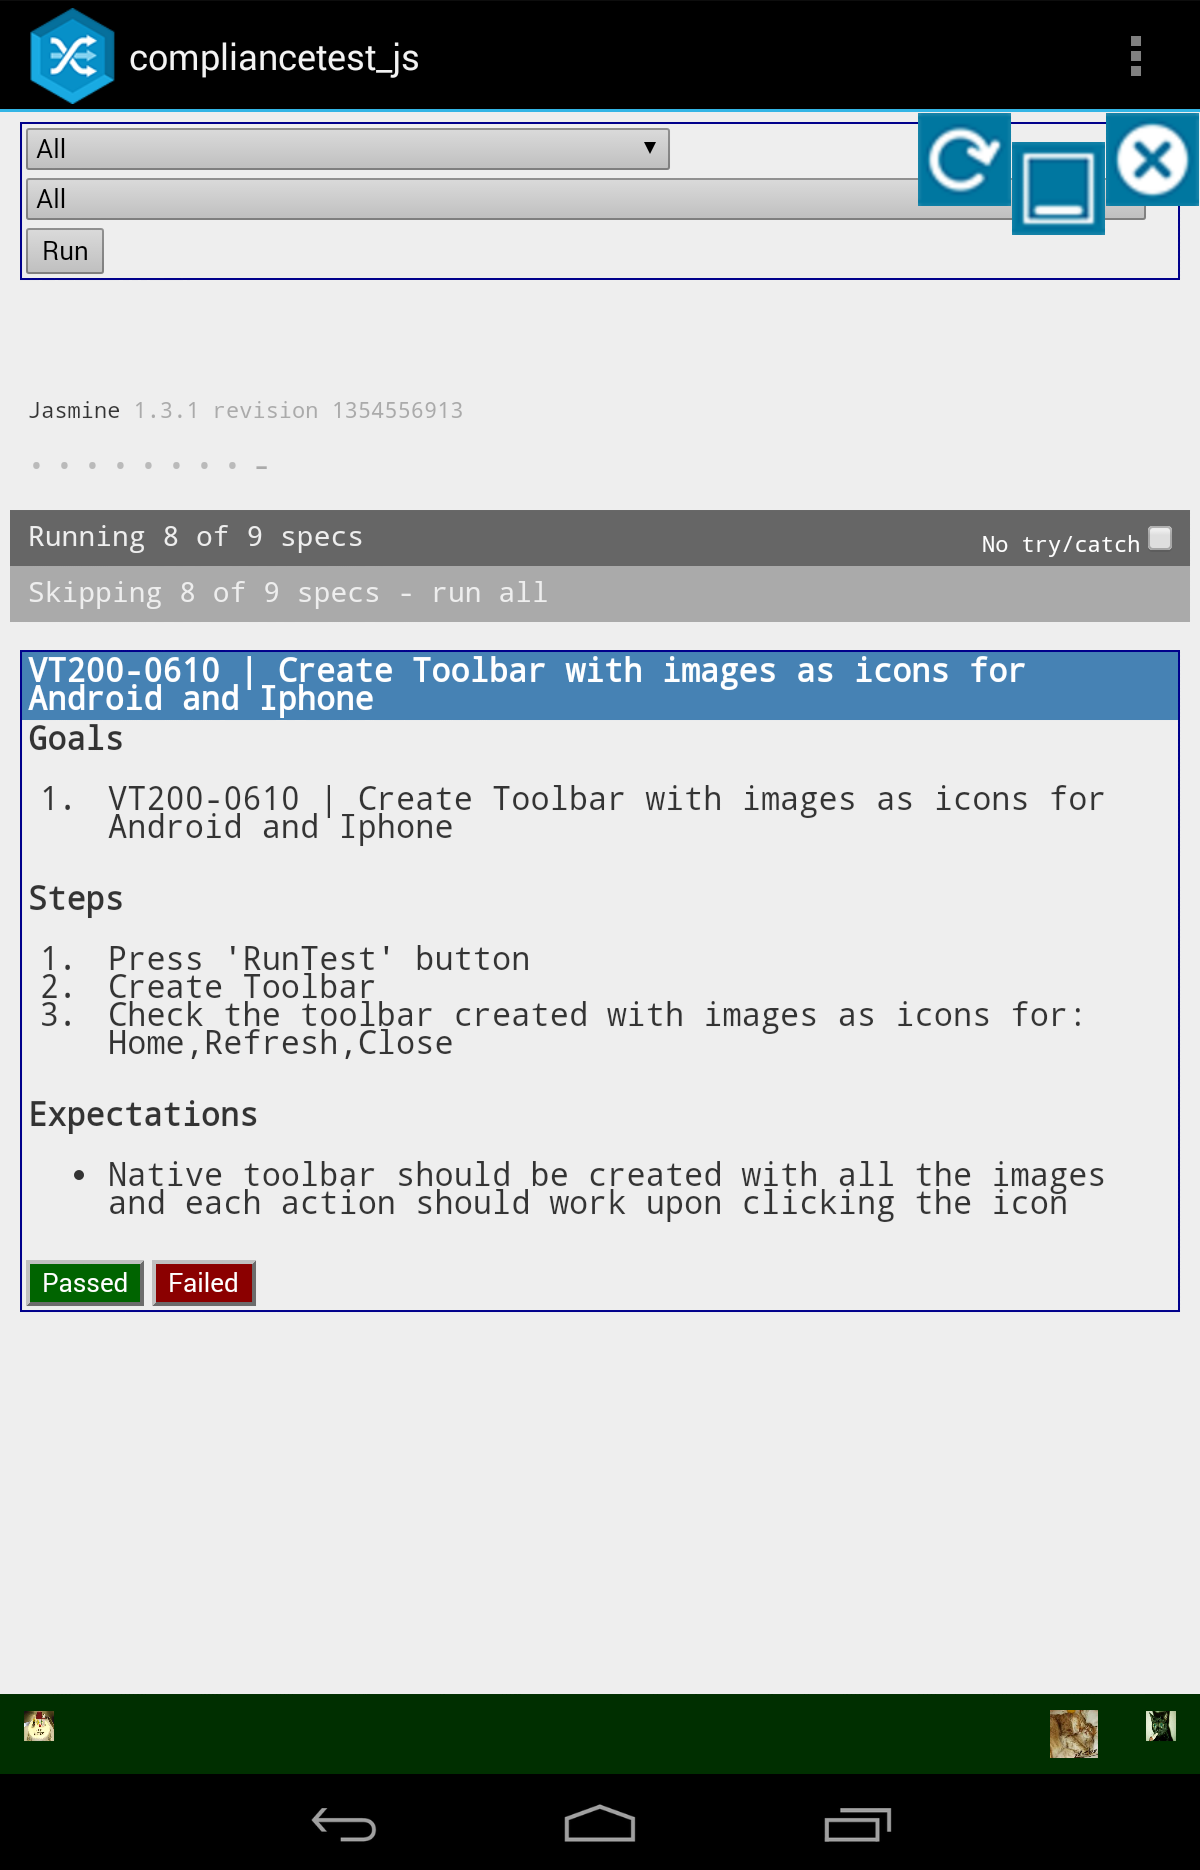 compliancetest_js
All
All
Run
Jasmine 1.3.1 revision 1354556913
Running 8 of 9 specs
No try/catch
Skipping 8 of 9 specs - run all
VT200-0610 | Create Toolbar with images as icons for
Android and Iphone
Goals
1. VT200-0610 | Create Toolbar with images as icons for
Android and Iphone
Steps
1. Press 'RunTest' button
2. Create Toolbar
3. Check the toolbar created with images as icons for:
Home,Refresh,Close
Expectations
• Native toolbar should be created with all the images
and each action should work upon clicking the icon
Passed
Failed